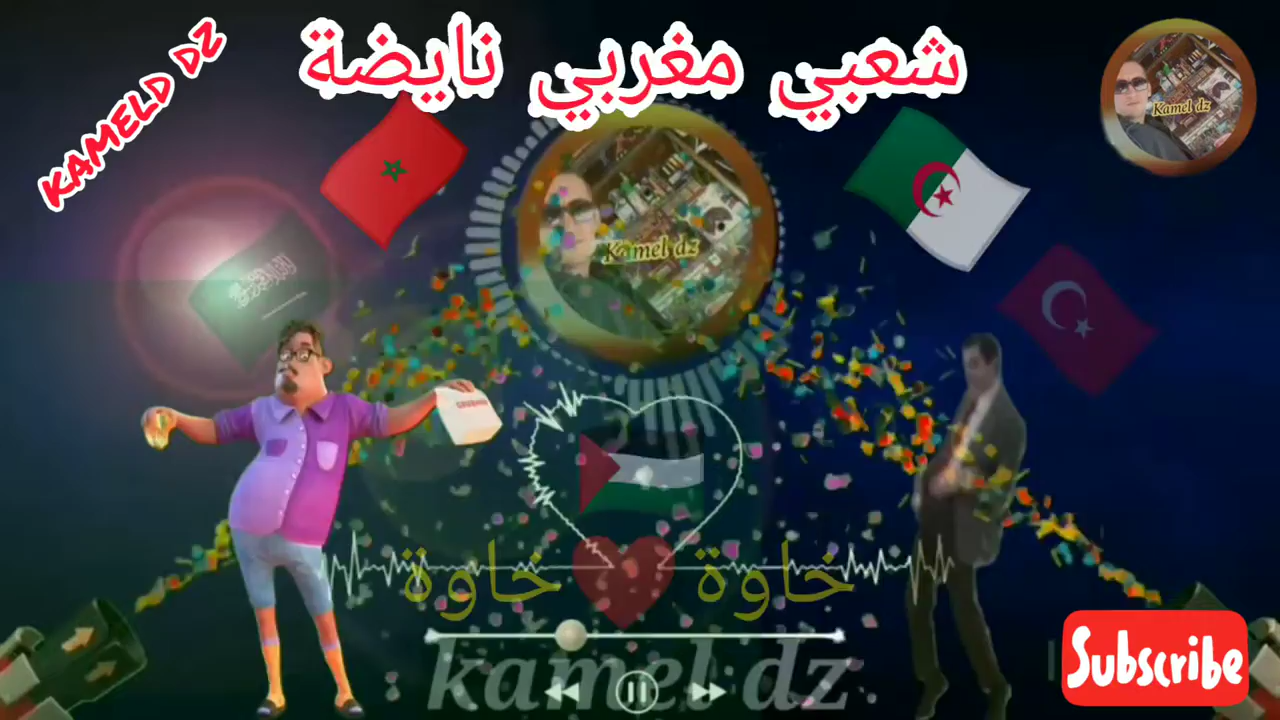 شعبي مغربي نايضة
KAMELD DZ
Kamel dz
Kamel dz
خاوة خاوة
kamel dz
Subscribe